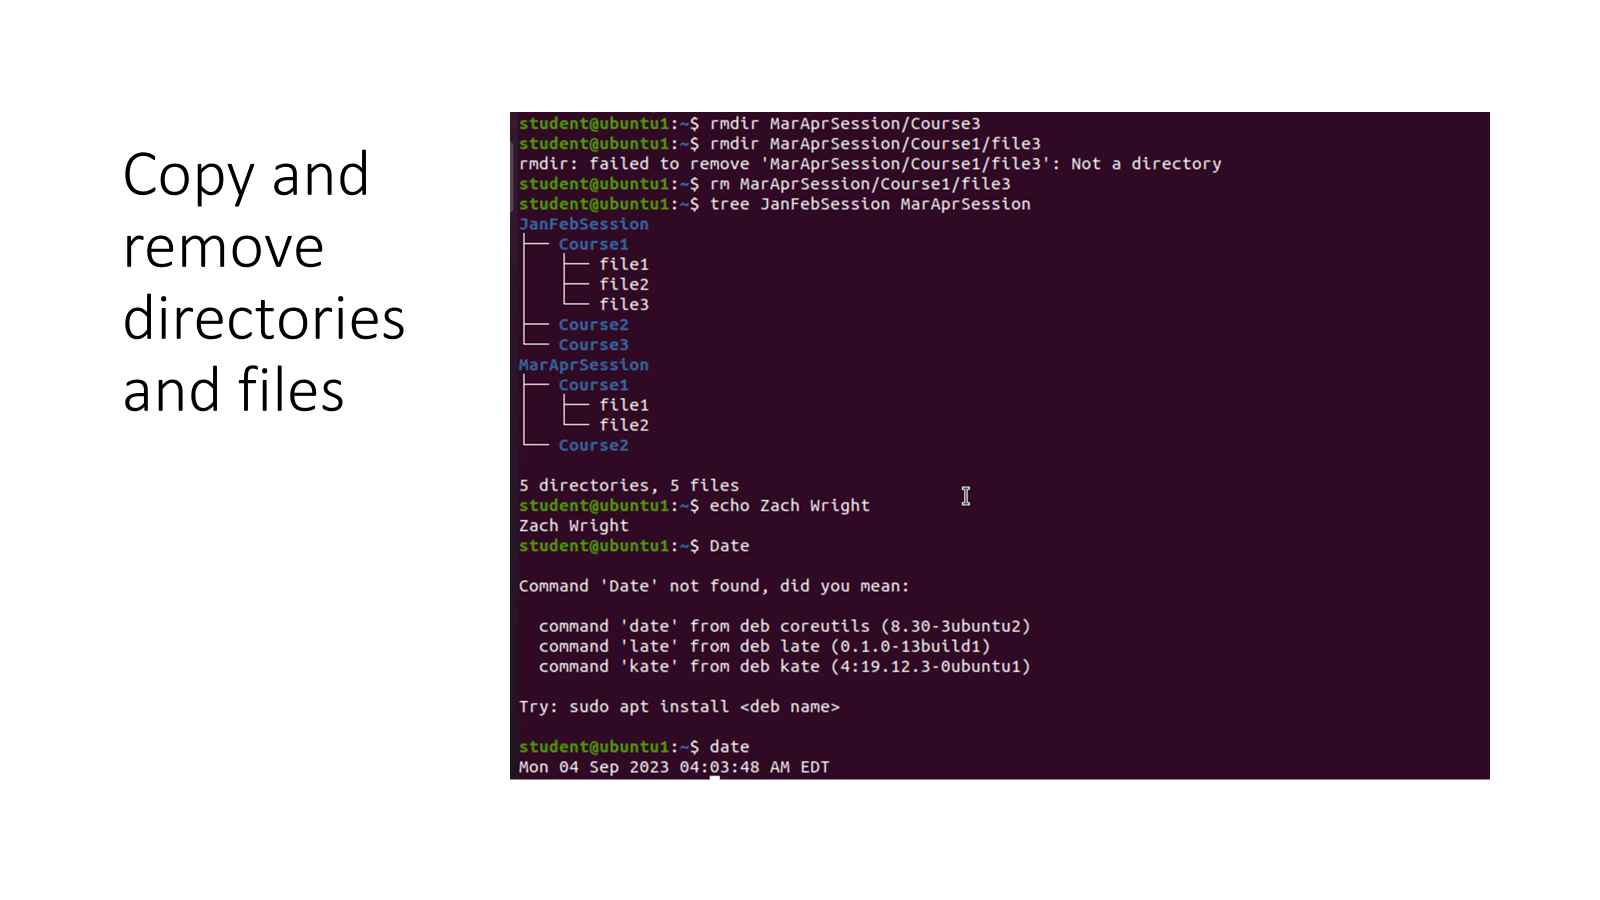 Copy and
remove
directories
and files
student@ubuntu1:~$ rmdir MarAprSession/Course3
student@ubuntu1:~$ rmdir MarAprSession/Course1/file3
rmdir: failed to remove 'MarAprSession/Course1/file3': Not a directory
student@ubuntu1:~$ rm MarAprSession/Course1/file3
student@ubuntu1:~$ tree JanFebSession MarAprSession
JanFebSession
├── Course1
│   ├── file1
│   ├── file2
│   └── file3
├── Course2
└── Course3
MarAprSession
├── Course1
│   ├── file1
│   └── file2
└── Course2
5 directories, 5 files
student@ubuntu1:~$ echo Zach Wright
Zach Wright
student@ubuntu1:~$ Date
Command 'Date' not found, did you mean:
command 'date' from deb coreutils (8.30-3ubuntu2)
command 'late' from deb late (0.1.0-13build1)
command 'kate' from deb kate (4:19.12.3-0ubuntu1)
Try: sudo apt install <deb name>
student@ubuntu1:~$ date
Mon 04 Sep 2023 04:03:48 AM EDT